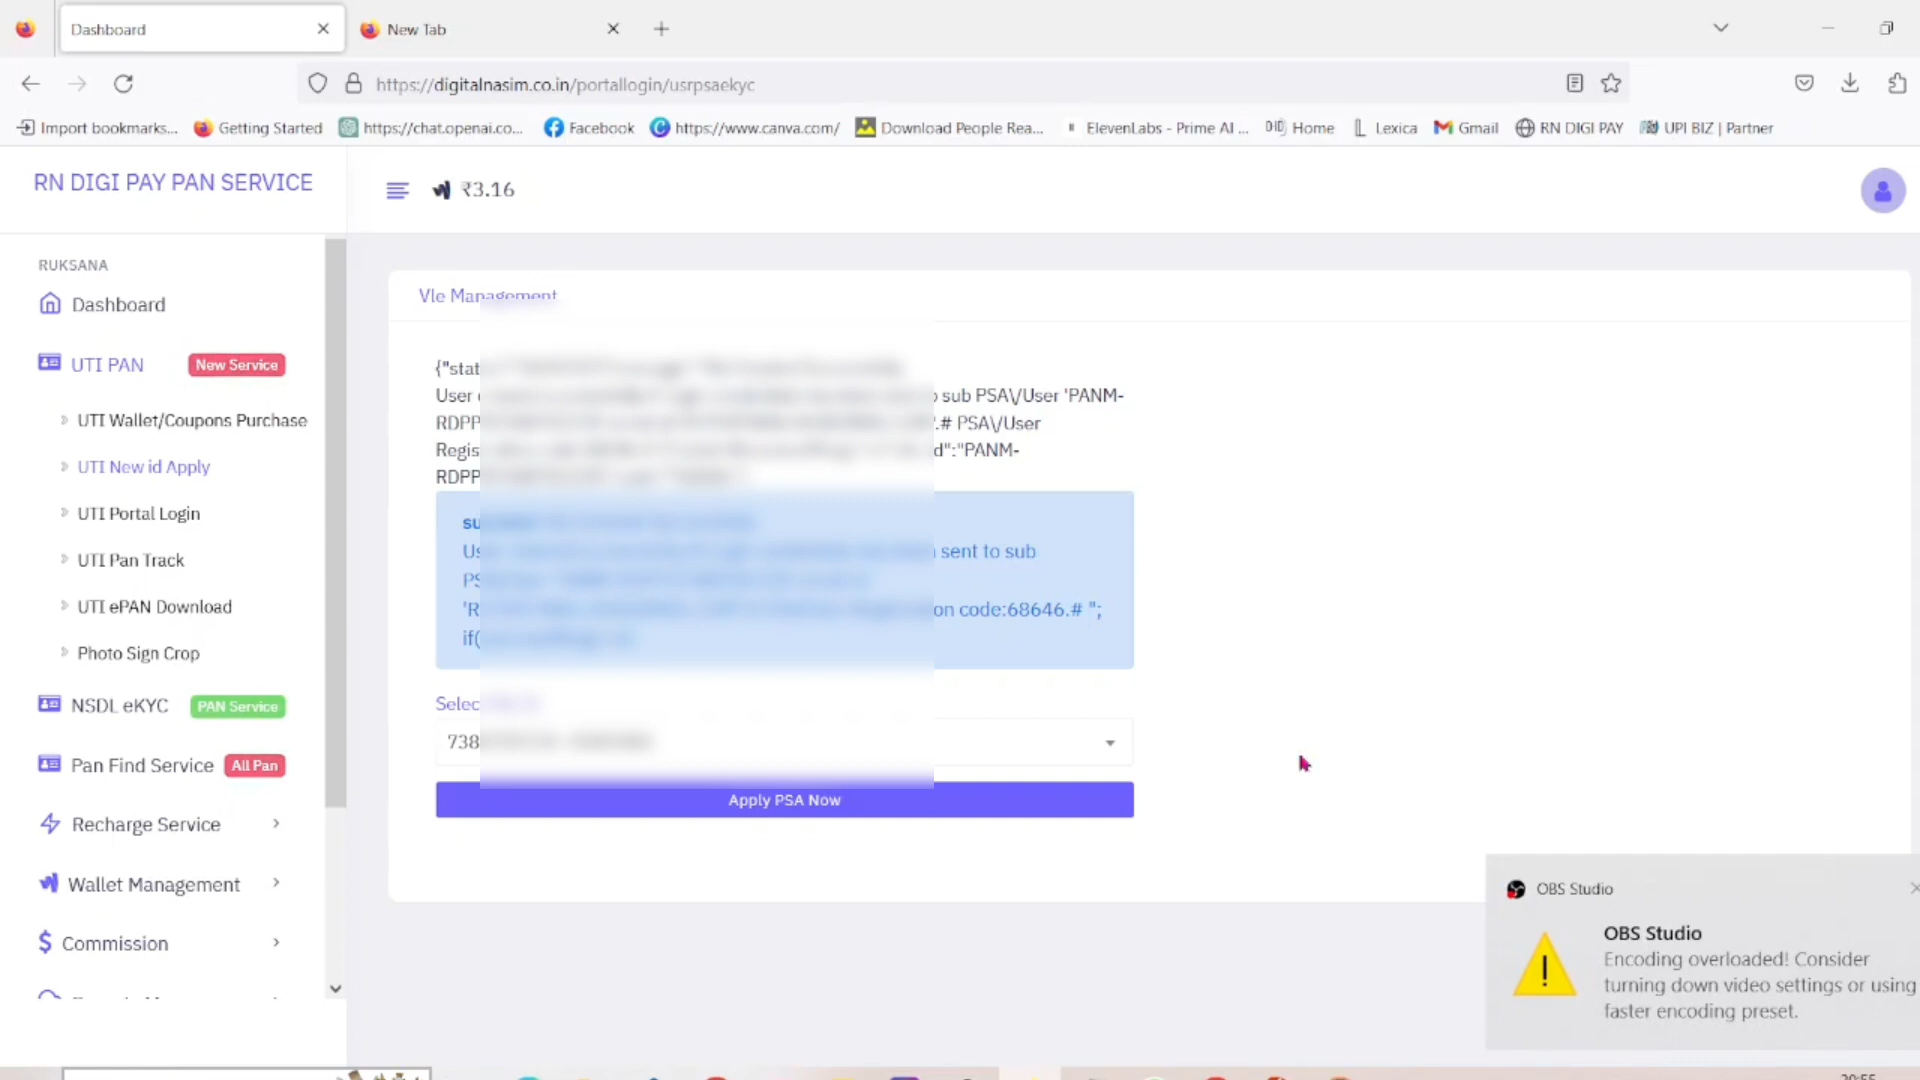 Dashboard
New Tab
https://digitalnasim.co.in/portallogin/usrpsaekyc
Import bookmarks...
Getting Started
https://chat.openai.co...
Facebook
https://www.canva.com/
Download People Rea...
ElevenLabs - Prime AI ...
Home
Lexica
Gmail
RN DIGI PAY
UPI BIZ | Partner
RN DIGI PAY PAN SERVICE
₹3.16
RUKSANA
Dashboard
UTI PAN
New Service
UTI Wallet/Coupons Purchase
UTI New id Apply
UTI Portal Login
UTI Pan Track
UTI ePAN Download
Photo Sign Crop
NSDL eKYC
PAN Service
Pan Find Service
All Pan
Recharge Service
Wallet Management
Commission
Vle Management
{"stat
User sub PSA\/User 'PANM-
RDPP .# PSA\/User
Regis d":"PANM-
RDPP
su
Us sent to sub
PS
'R on code:68646.# ";
if(
Selec
738
Apply PSA Now
OBS Studio
OBS Studio
Encoding overloaded! Consider
turning down video settings or using
faster encoding preset.